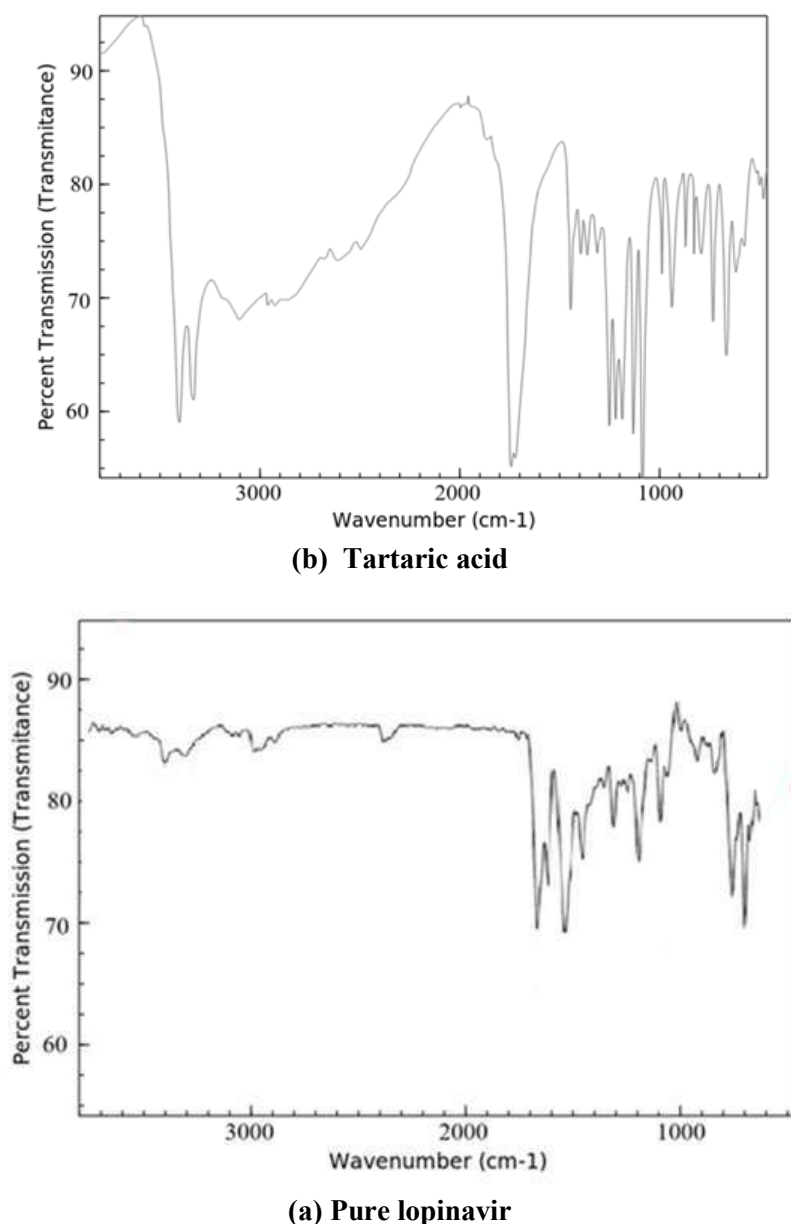 90
80
70
60
Percent Transmission (Transmitance)
3000 2000 1000
Wavenumber (cm-1)
(b) Tartaric acid
90
80
70
60
Percent Transmission (Transmitance)
3000 2000 1000
Wavenumber (cm-1)
(a) Pure lopinavir